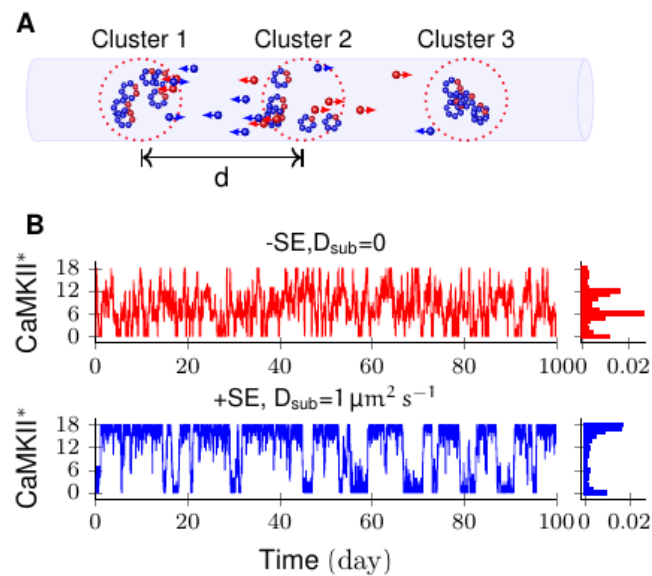 A
Cluster 1 Cluster 2 Cluster 3
d
B
-SE,D_sub=0
CaMKII*
18
12
6
0
0 20 40 60 80 100 0 0.02
+SE, D_sub=1 μm² s⁻¹
CaMKII*
18
12
6
0
0 20 40 60 80 100 0 0.02
Time (day)